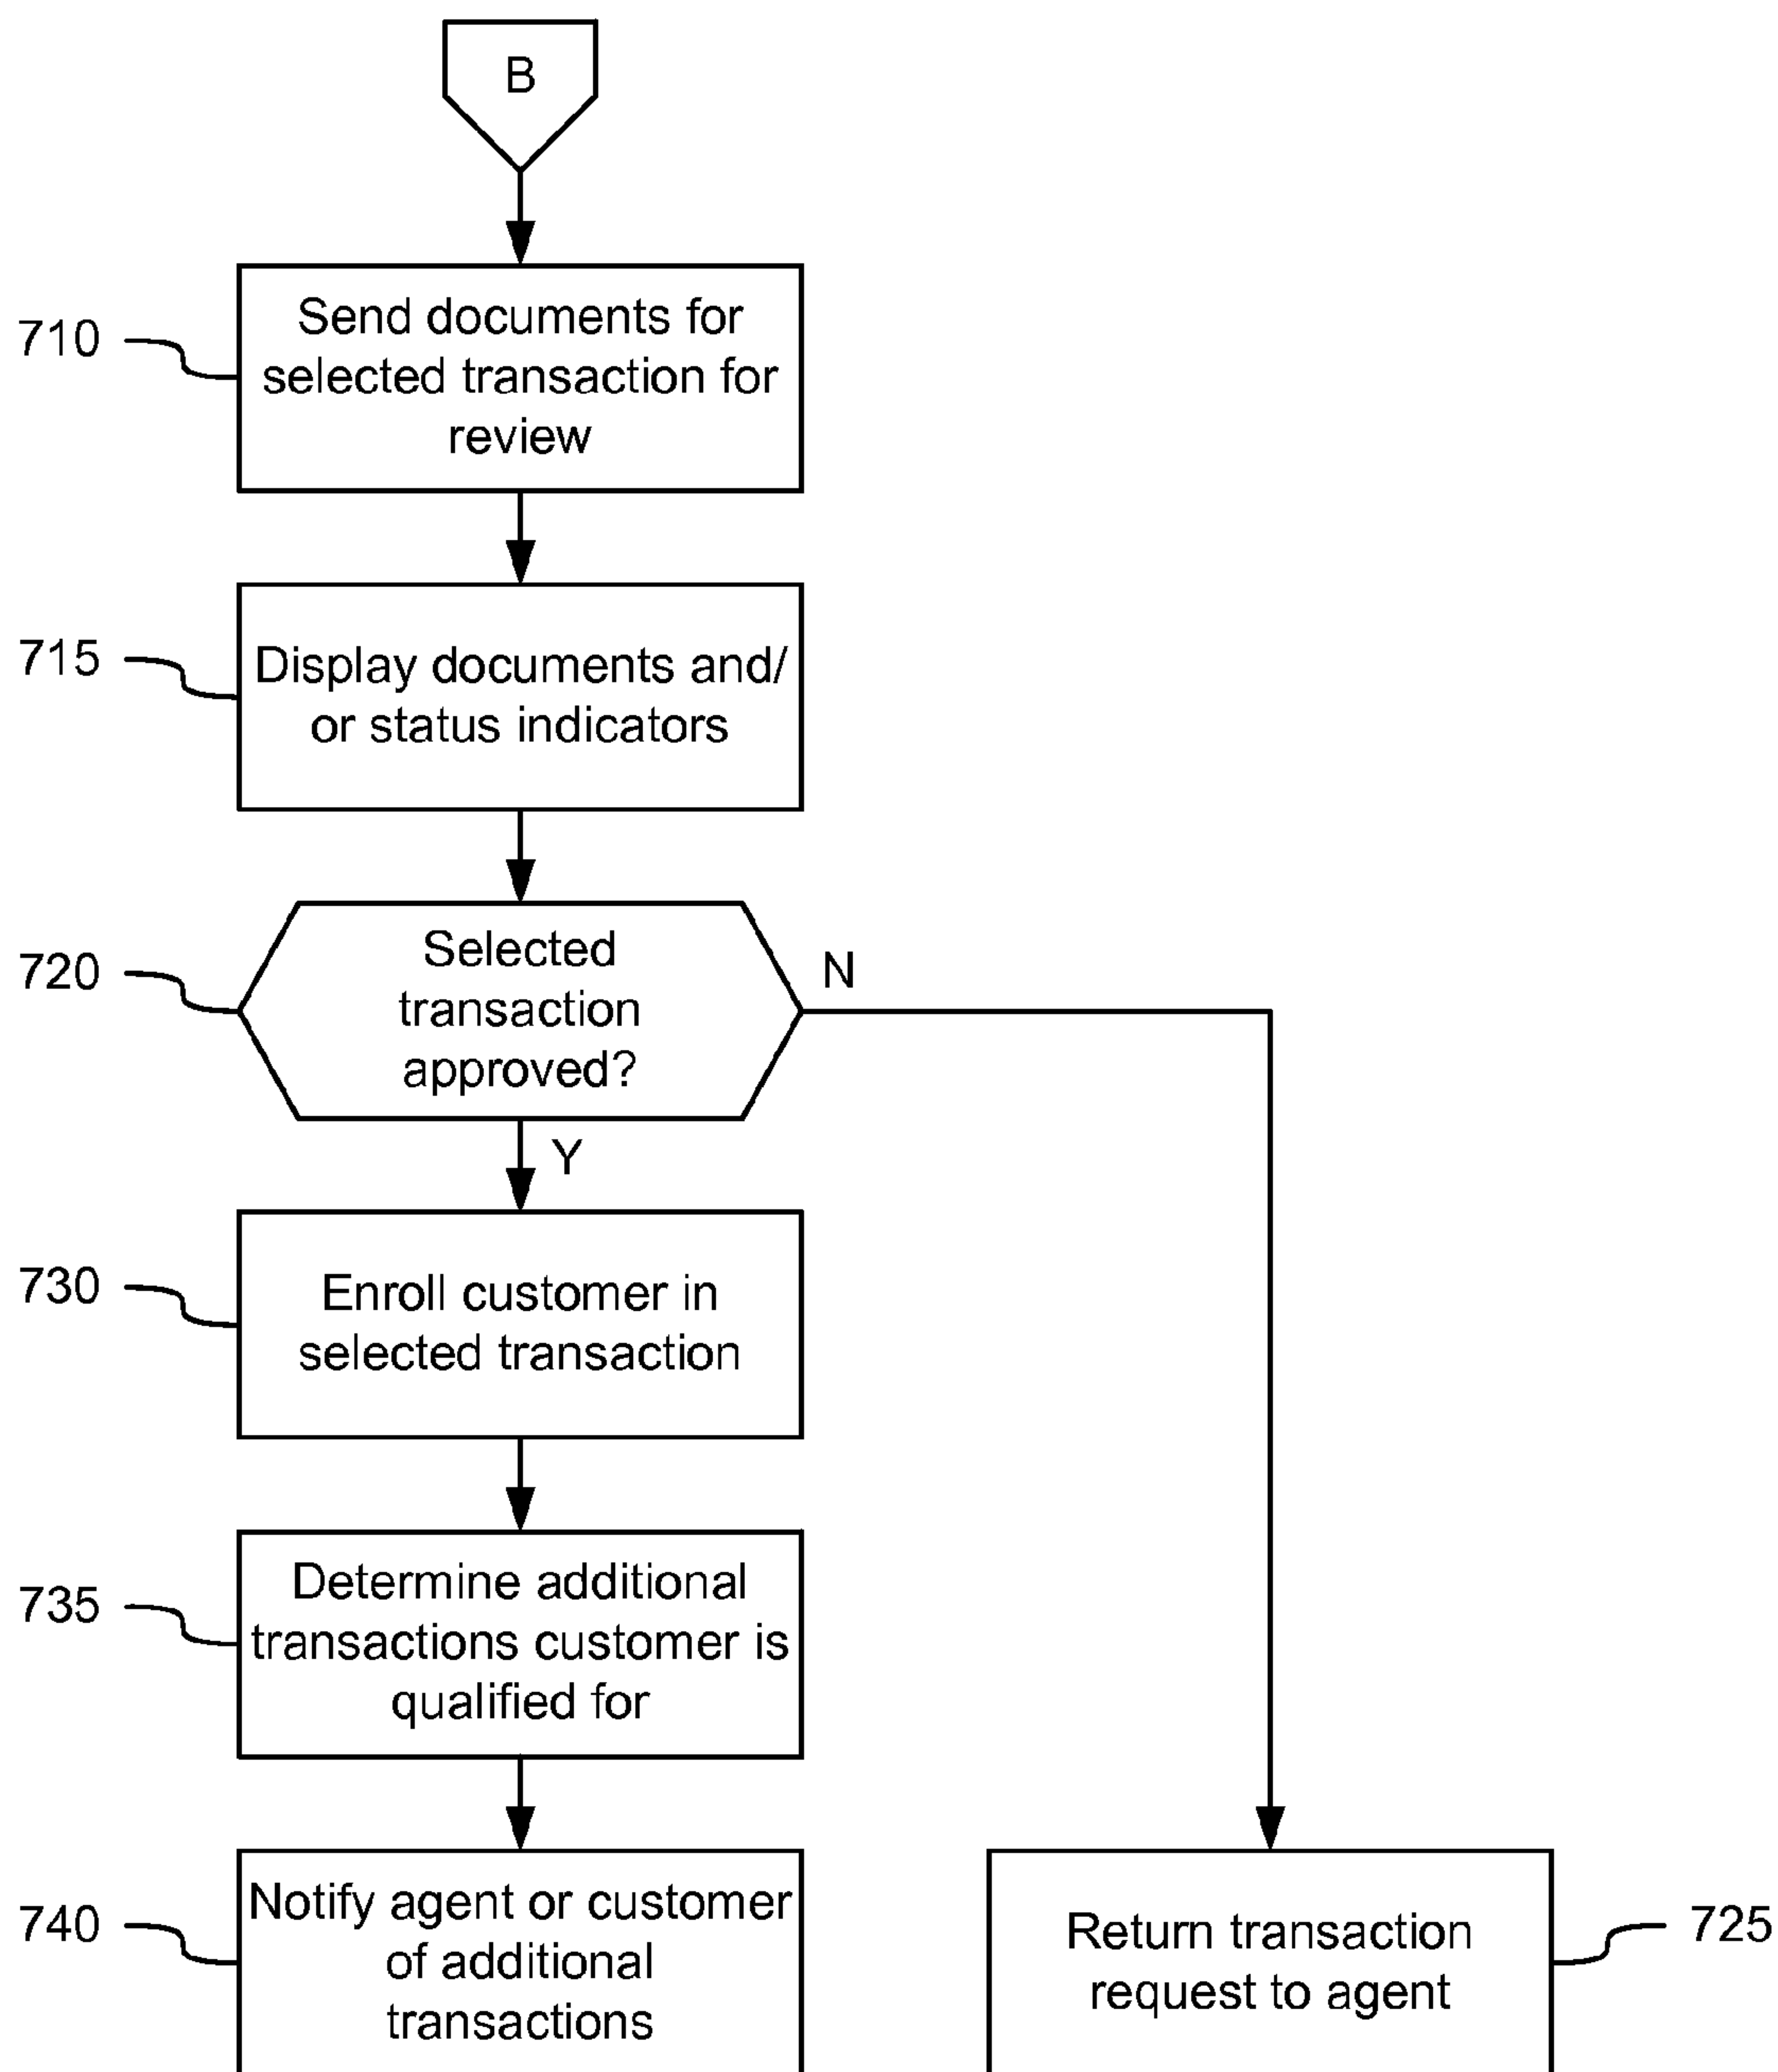 B
710
Send documents for
selected transaction for
review
715
Display documents and/
or status indicators
720
Selected
transaction
approved?
N
Y
730
Enroll customer in
selected transaction
735
Determine additional
transactions customer is
qualified for
740
Notify agent or customer
of additional
transactions
Return transaction
request to agent
725